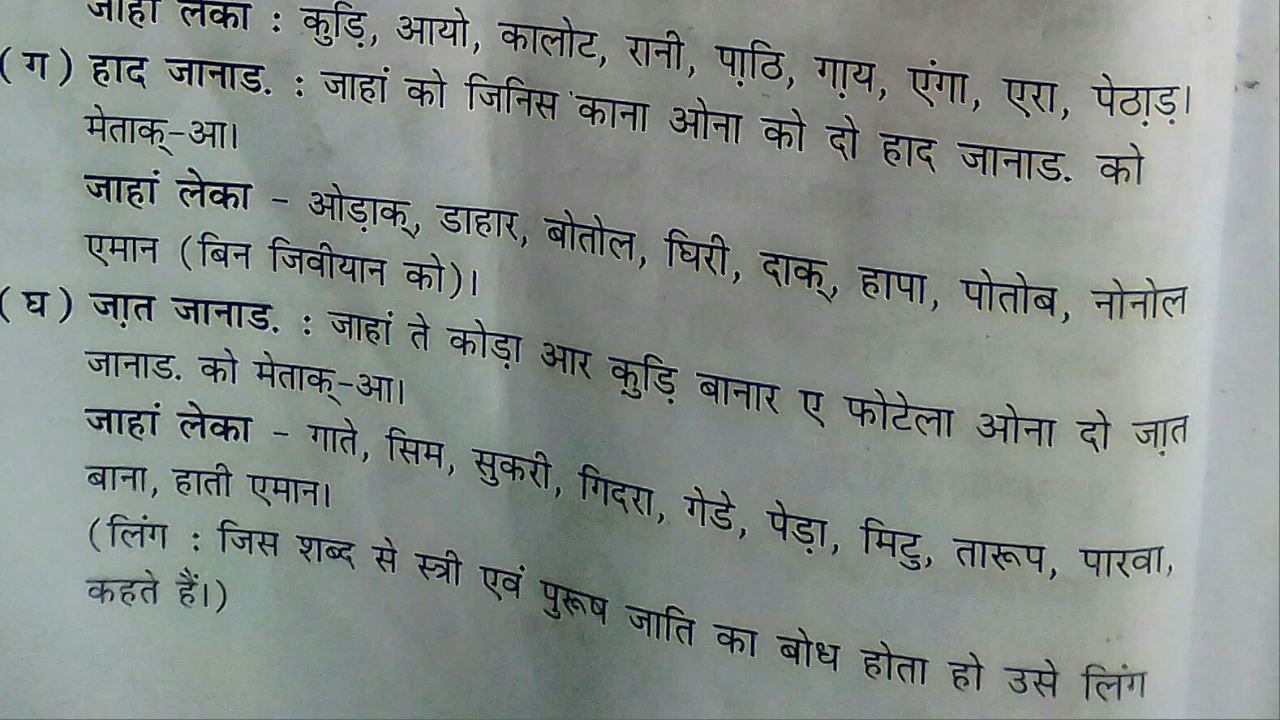 जाहां लेका : कुड़ि, आयो, कालोट, रानी, पा़ठि, गा़य, एंगा, एरा, पेठा़ड़।
(ग) हाद जानाड. : जाहां को जिनिस काना ओना को दो हाद जानाड. को
मेताक्-आ।
जाहां लेका - ओड़ाक्, डाहार, बोतोल, घिरी, दाक्, हापा, पोतोब, नोनोल
एमान (बिन जिवीयान को)।
(घ) जा़त जानाड. : जाहां ते कोड़ा आर कुड़ि बानार ए फोटेला ओना दो जा़त
जानाड. को मेताक्-आ।
जाहां लेका - गाते, सिम, सुकरी, गिदरा, गेडे, पेड़ा, मिटु, तारूप, पारवा,
बाना, हाती एमान।
(लिंग : जिस शब्द से स्त्री एवं पुरूष जाति का बोध होता हो उसे लिंग
कहते हैं।)